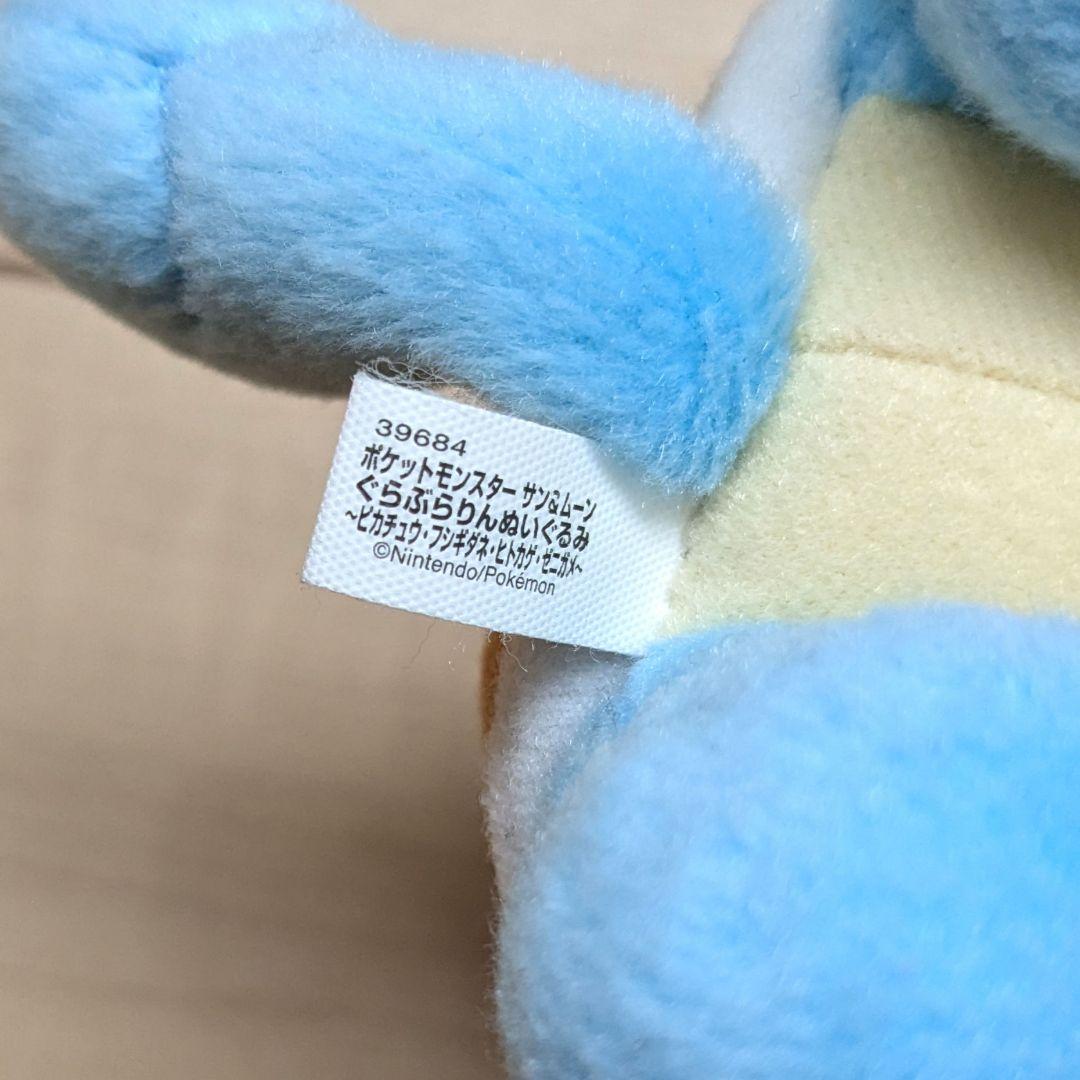 39684
ポケットモンスター サン&ムーン
ぐらぶらりんぬいぐるみ
~ピカチュウ・フシギダネ・ヒトカゲ・ゼニガメ~
©Nintendo/Pokémon